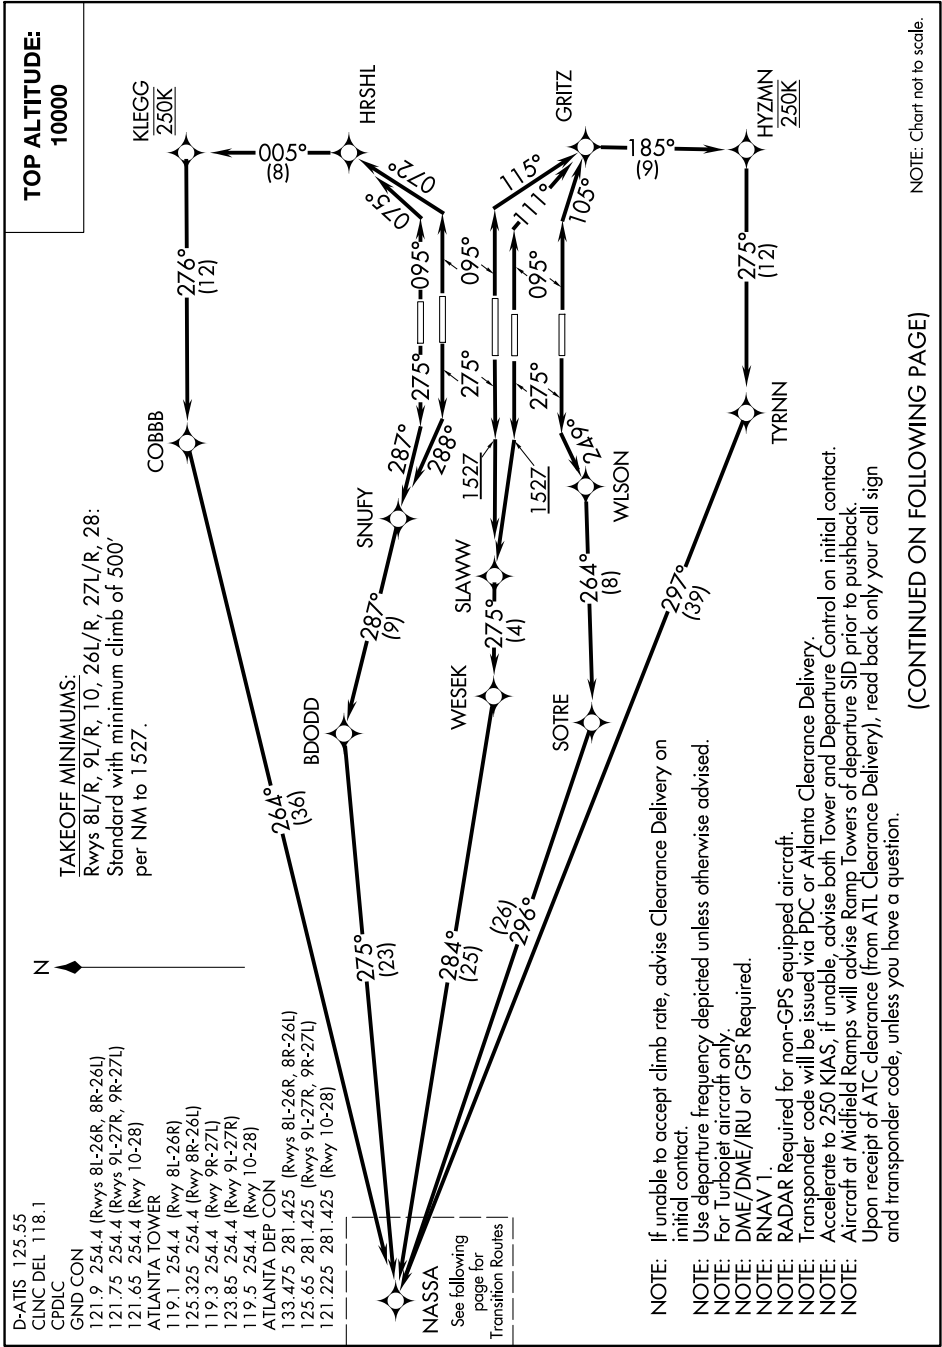 TOP ALTITUDE:
10000
D-ATIS 125.55
CLNC DEL 118.1
CPDLC
GND CON
121.9 254.4 (Rwys 8L-26R, 8R-26L)
121.75 254.4 (Rwys 9L-27R, 9R-27L)
121.65 254.4 (Rwy 10-28)
ATLANTA TOWER
119.1 254.4 (Rwy 8L-26R)
125.325 254.4 (Rwy 8R-26L)
119.3 254.4 (Rwy 9R-27L)
123.85 254.4 (Rwy 9L-27R)
119.5 254.4 (Rwy 10-28)
ATLANTA DEP CON
133.475 281.425 (Rwys 8L-26R, 8R-26L)
125.65 281.425 (Rwys 9L-27R, 9R-27L)
121.225 281.425 (Rwy 10-28)
N
TAKEOFF MINIMUMS:
Rwys 8L/R, 9L/R, 10, 26L/R, 27L/R, 28:
Standard with minimum climb of 500′
per NM to 1527.
KLEGG
250K
005°
(8)
HRSHL
276°
(12)
COBBB
264°
(36)
072°
075°
095°
095°
275°
275°
287°
288°
SNUFY
287°
(9)
BDODD
275°
(23)
115°
111°
105°
GRITZ
185°
(9)
HYZMN
250K
095°
275°
1527
1527
SLAWW
275°
(4)
WESEK
284°
(25)
249°
WLSON
264°
(8)
SOTRE
(26)
296°
275°
(12)
TYRNN
297°
(39)
NASSA
See following
page for
Transition Routes
NOTE: If unable to accept climb rate, advise Clearance Delivery on
initial contact.
NOTE: Use departure frequency depicted unless otherwise advised.
NOTE: For Turbojet aircraft only.
NOTE: DME/DME/IRU or GPS Required.
NOTE: RNAV 1.
NOTE: RADAR Required for non-GPS equipped aircraft.
NOTE: Transponder code will be issued via PDC or Atlanta Clearance Delivery.
NOTE: Accelerate to 250 KIAS, if unable, advise both Tower and Departure Control on initial contact.
NOTE: Aircraft at Midfield Ramps will advise Ramp Towers of departure SID prior to pushback.
Upon receipt of ATC clearance (from ATL Clearance Delivery), read back only your call sign
and transponder code, unless you have a question.
(CONTINUED ON FOLLOWING PAGE)
NOTE: Chart not to scale.